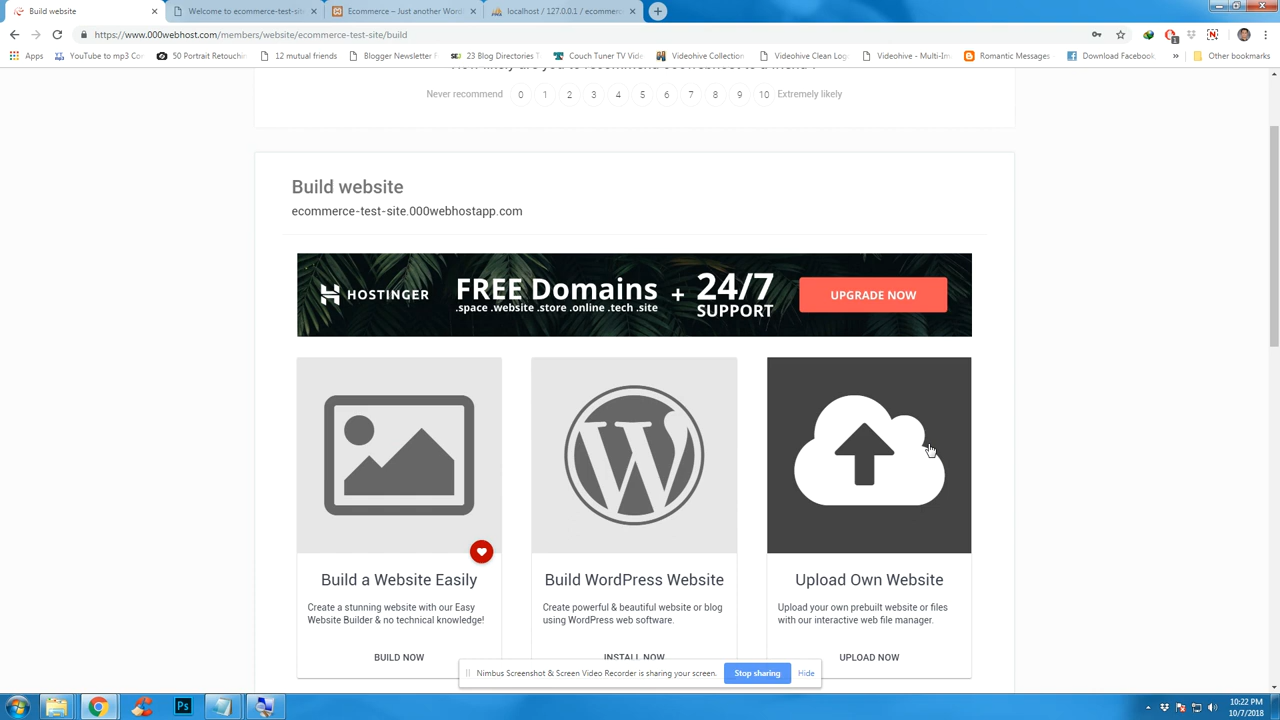 Build website
Welcome to ecommerce-test-site
Ecommerce – Just another Word
localhost / 127.0.0.1 / ecommerc
https://www.000webhost.com/members/website/ecommerce-test-site/build
Apps
YouTube to mp3 Co
50 Portrait Retouchin
12 mutual friends
Blogger Newsletter F
23 Blog Directories T
Couch Tuner TV Vide
Videohive Collection
Videohive Clean Log
Videohive - Multi-Im
Romantic Messages
Download Facebook
»
Other bookmarks
Never recommend 0 1 2 3 4 5 6 7 8 9 10 Extremely likely
Build website
ecommerce-test-site.000webhostapp.com
HOSTINGER
FREE Domains
.space .website .store .online .tech .site
+
24/7
SUPPORT
UPGRADE NOW
Build a Website Easily
Create a stunning website with our Easy
Website Builder & no technical knowledge!
BUILD NOW
Build WordPress Website
Create powerful & beautiful website or blog
using WordPress web software.
INSTALL NOW
Upload Own Website
Upload your own prebuilt website or files
with our interactive web file manager.
UPLOAD NOW
Nimbus Screenshot & Screen Video Recorder is sharing your screen.
Stop sharing
Hide
Ps
10:22 PM
10/7/2018